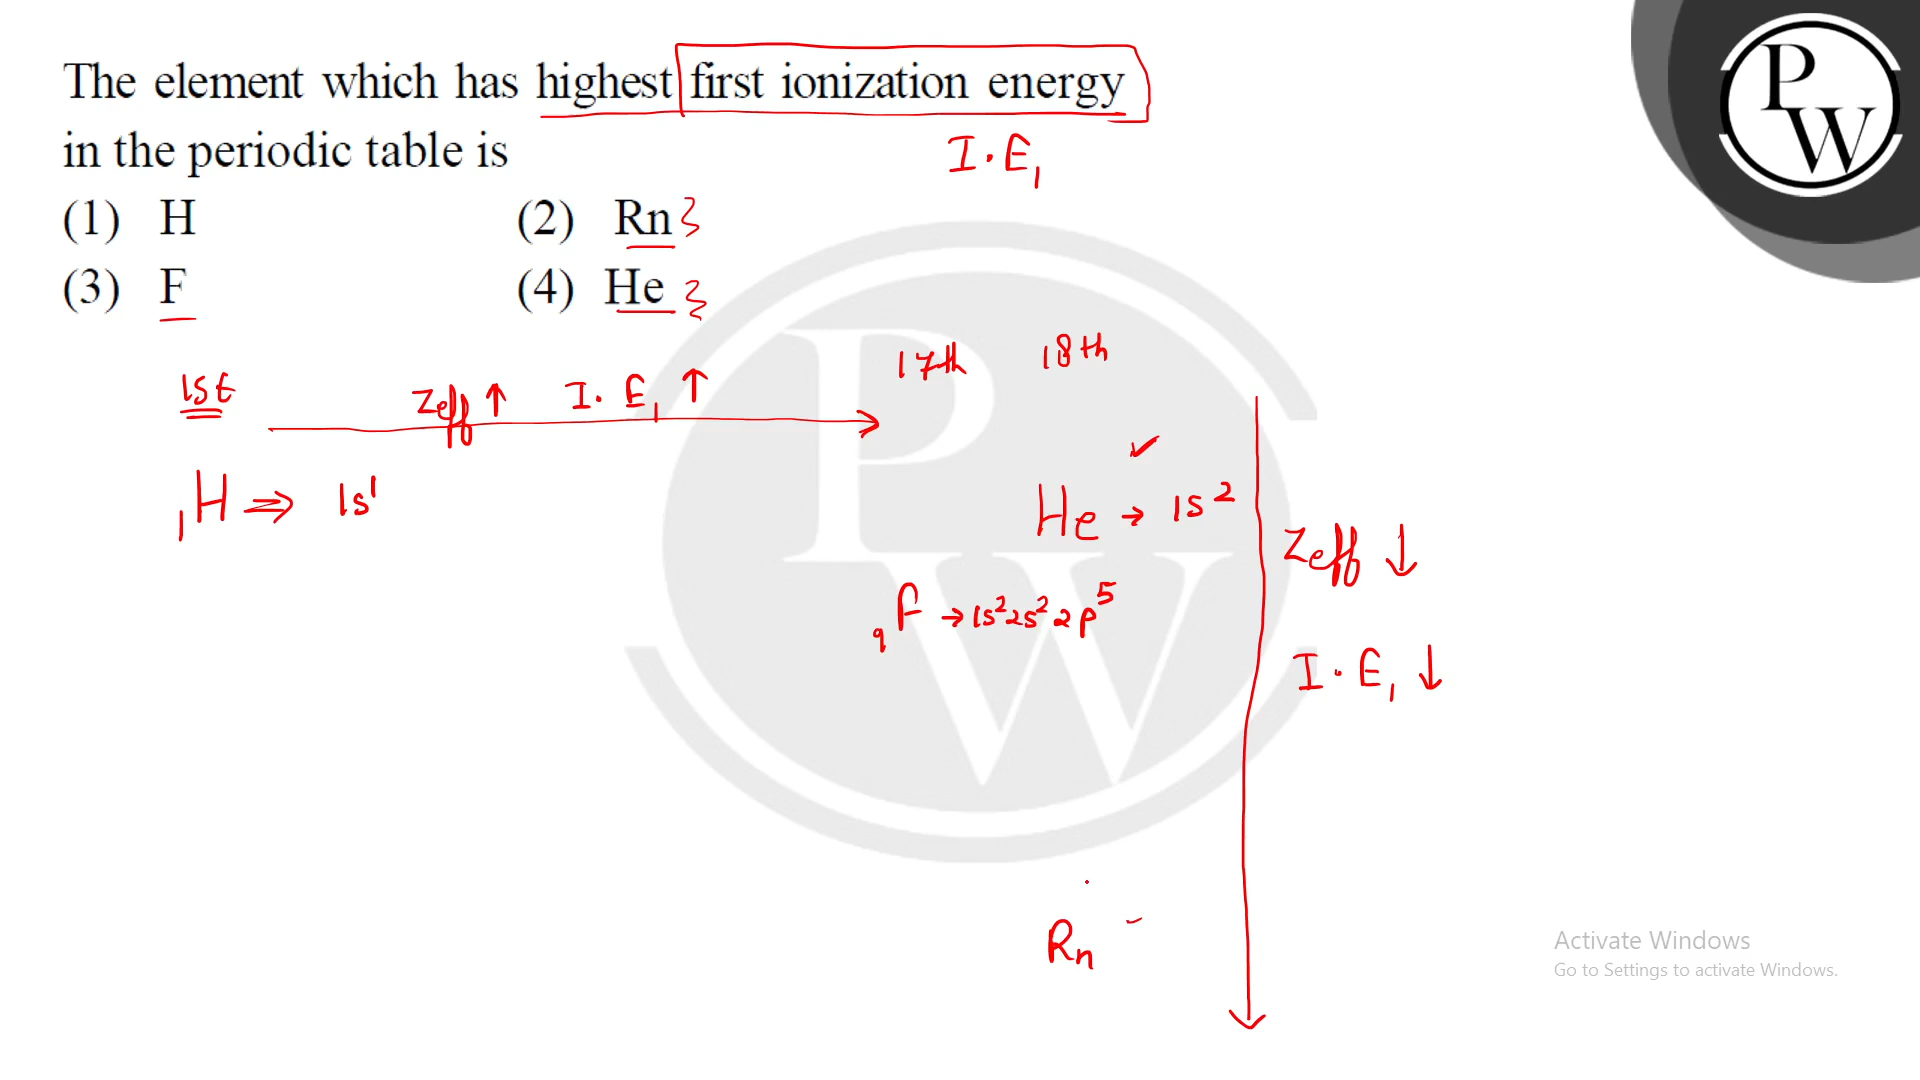 The element which has highest first ionization energy
in the periodic table is
I.E₁
(1) H (2) Rn
(3) F (4) He
1st Zeff ↑ I.E₁ ↑ 17th 18th
₁H ⇒ 1s¹
He → 1s²
Zeff ↓
₉F → 1s²2s²2p⁵
I.E₁ ↓
Rn
PW
Activate Windows
Go to Settings to activate Windows.